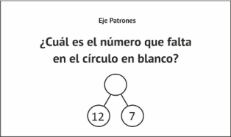 Eje Patrones
¿Cuál es el número que falta
en el círculo en blanco?
12 7